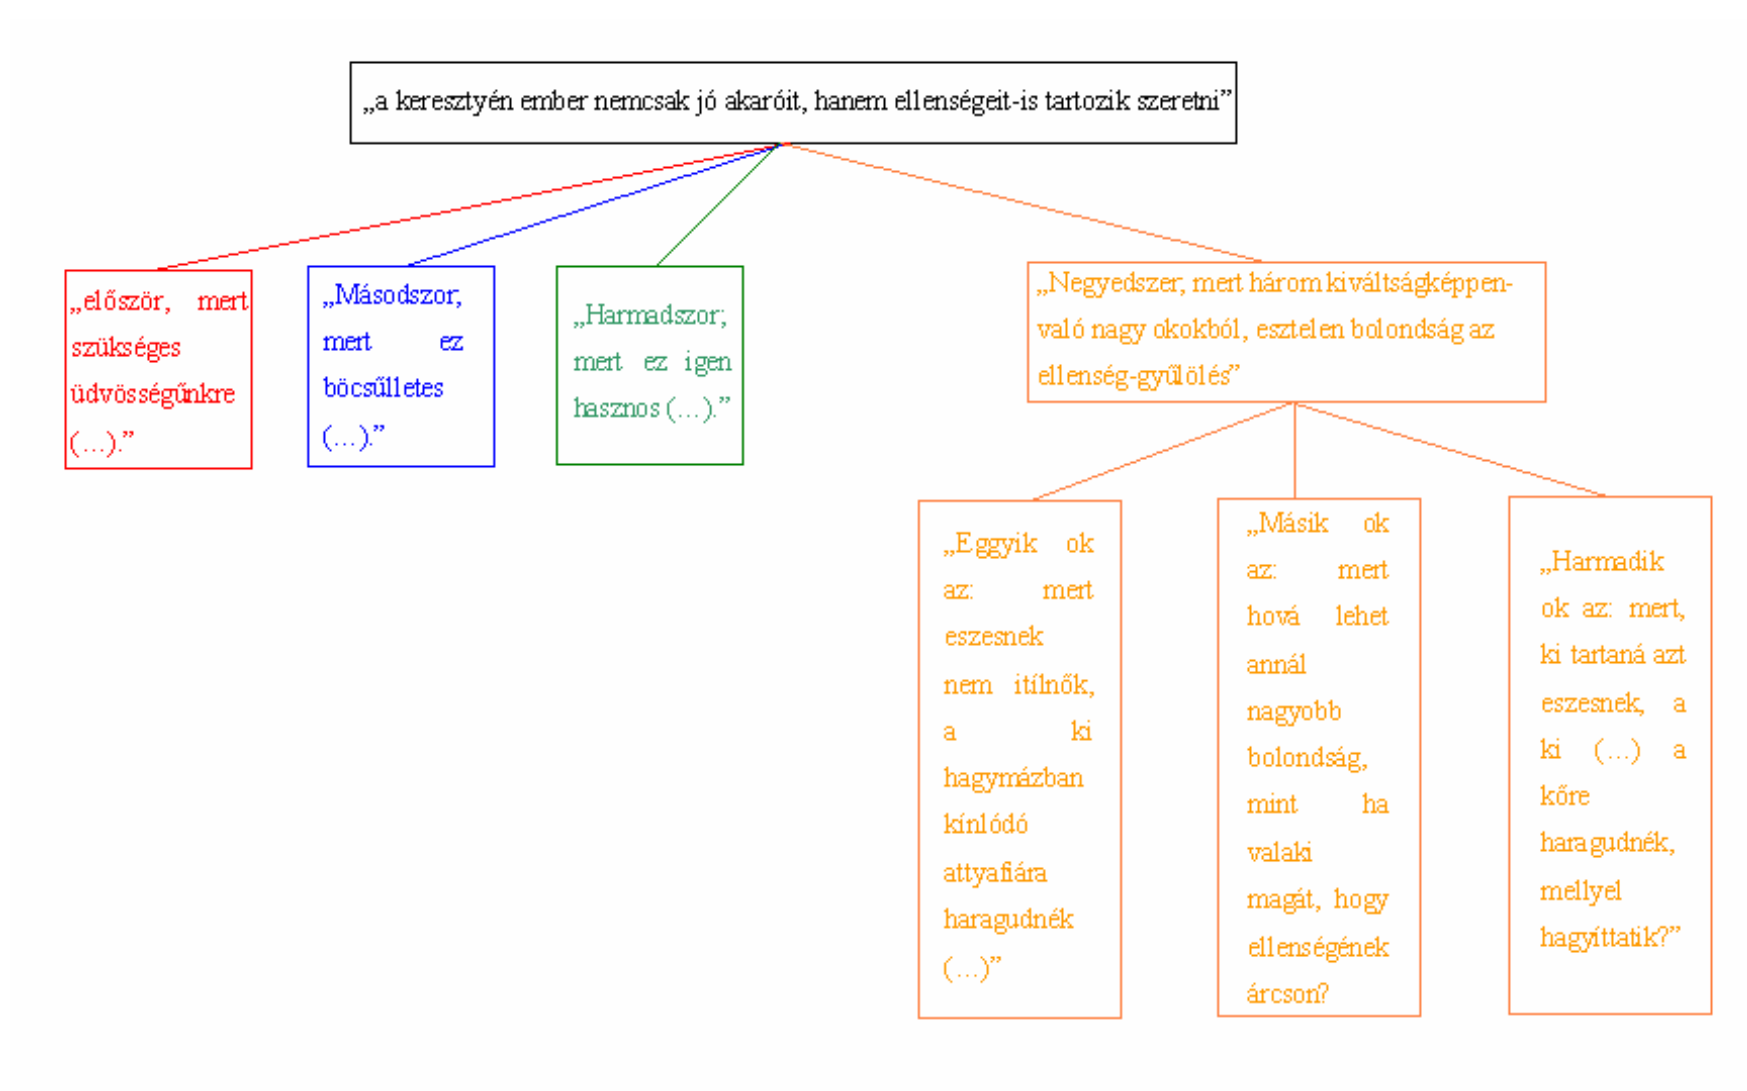 „a keresztyén ember nemcsak jó akaróit, hanem ellenségeit-is tartozik szeretni”
„először, mert
szükséges
üdvösségűnkre
(…).”
„Másodszor;
mert ez
böcsűlletes
(…).”
„Harmadszor;
mert ez igen
hasznos (…).”
„Negyedszer; mert három kiváltságképpen-
való nagy okokból, esztelen bolondság az
ellenség-gyűlölés”
„Eggyik ok
az: mert
eszesnek
nem itílnők,
a ki
hagymázban
kínlódó
attyafiára
haragudnék
(…)”
„Másik ok
az: mert
hová lehet
annál
nagyobb
bolondság,
mint ha
valaki
magát, hogy
ellenségének
árcson?
„Harmadik
ok az: mert,
ki tartaná azt
eszesnek, a
ki (…) a
kőre
haragudnék,
mellyel
hagyíttatik?”